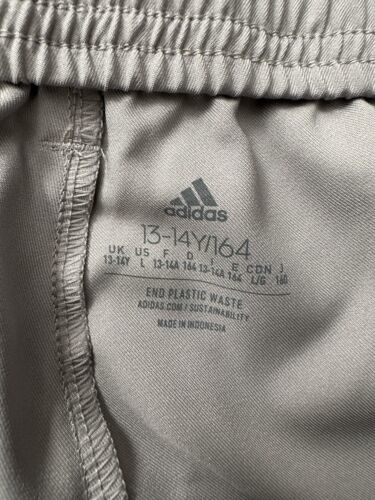 adidas
13-14Y/164
UK US F D I E CDN J
13-14Y L 13-14A 164 13-14A 164 L/G 160
END PLASTIC WASTE
ADIDAS.COM/SUSTAINABILITY
MADE IN INDONESIA